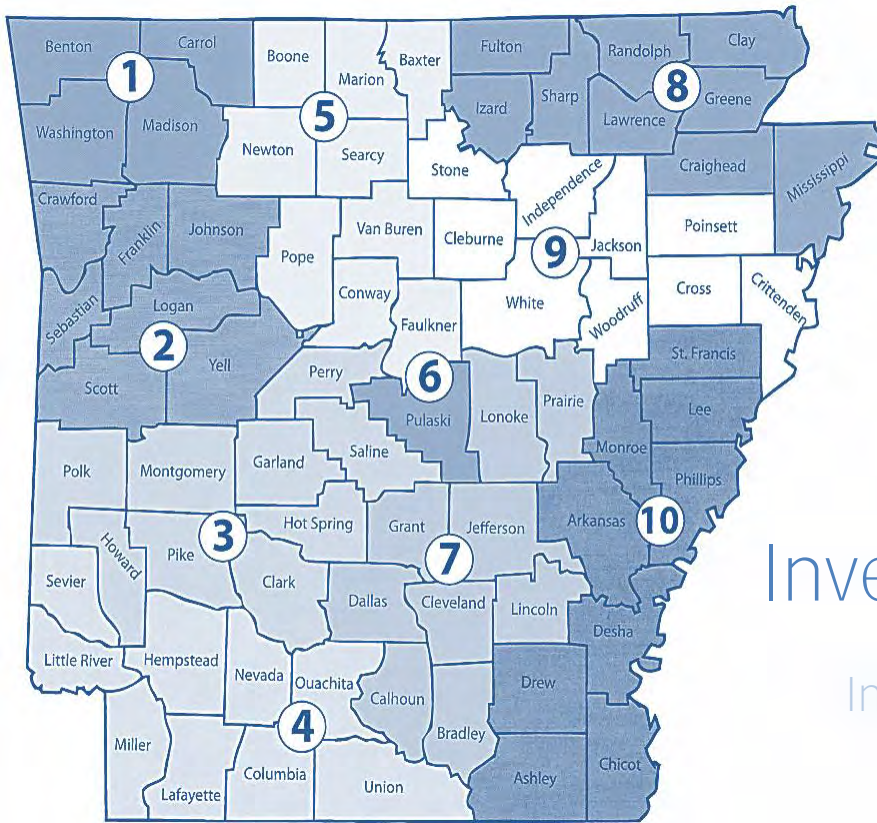 Benton
Carrol
Boone
Marion
Baxter
Fulton
Randolph
Clay
1
5
8
Izard
Sharp
Lawrence
Greene
Washington
Madison
Newton
Searcy
Stone
Independence
Craighead
Mississippi
Crawford
Franklin
Johnson
Pope
Van Buren
Cleburne
9
Jackson
Poinsett
Sebastian
Logan
Conway
Faulkner
White
Woodruff
Cross
Crittenden
2
Yell
Scott
Perry
6
Pulaski
Lonoke
Prairie
St. Francis
Lee
Monroe
Phillips
Polk
Montgomery
Garland
Saline
Hot Spring
Grant
Jefferson
Arkansas
10
3
7
Howard
Pike
Sevier
Clark
Dallas
Cleveland
Lincoln
Desha
Inve
Little River
Hempstead
Nevada
Ouachita
Calhoun
Bradley
Drew
In
4
Miller
Lafayette
Columbia
Union
Ashley
Chicot